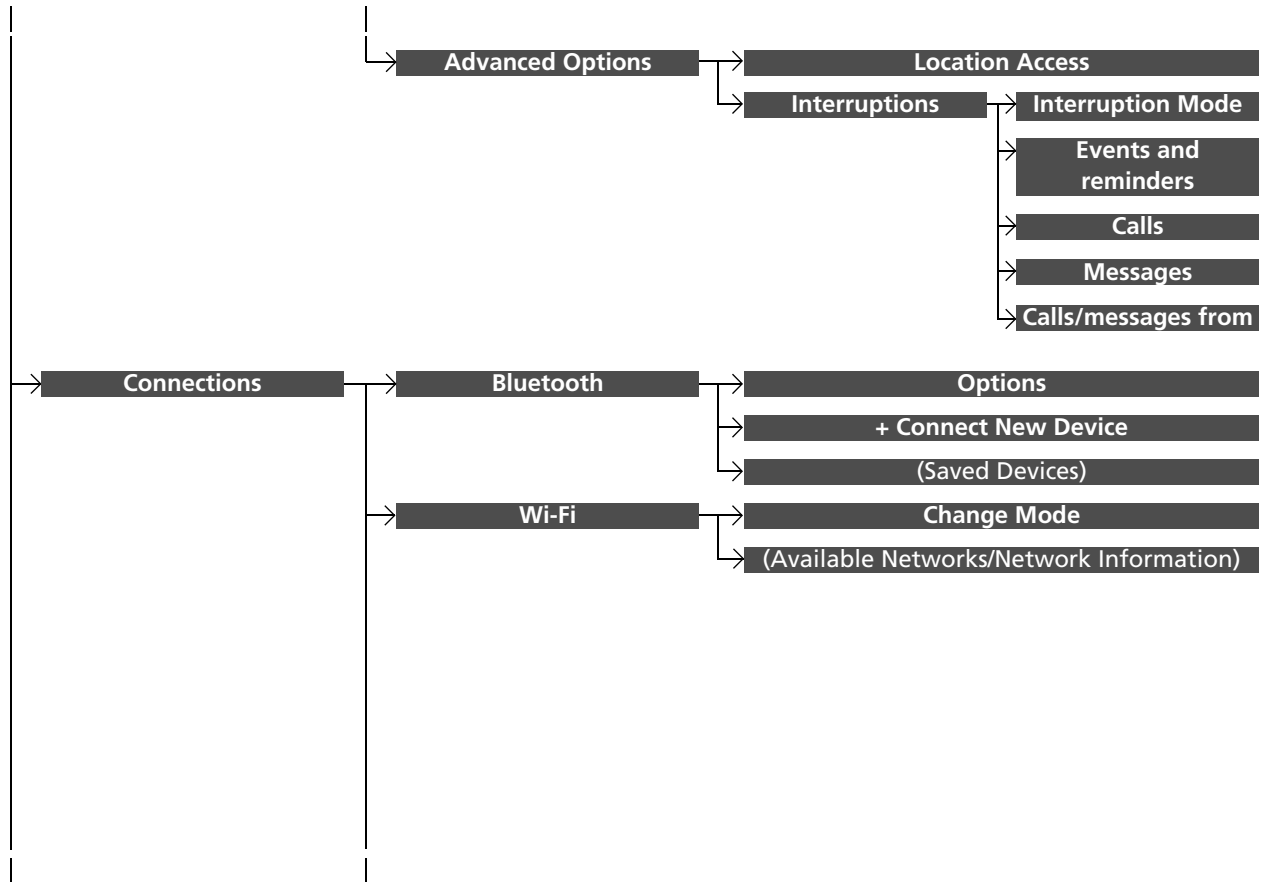 Advanced Options
Location Access
Interruptions
Interruption Mode
Events and
reminders
Calls
Messages
Calls/messages from
Connections
Bluetooth
Options
+ Connect New Device
(Saved Devices)
Wi-Fi
Change Mode
(Available Networks/Network Information)